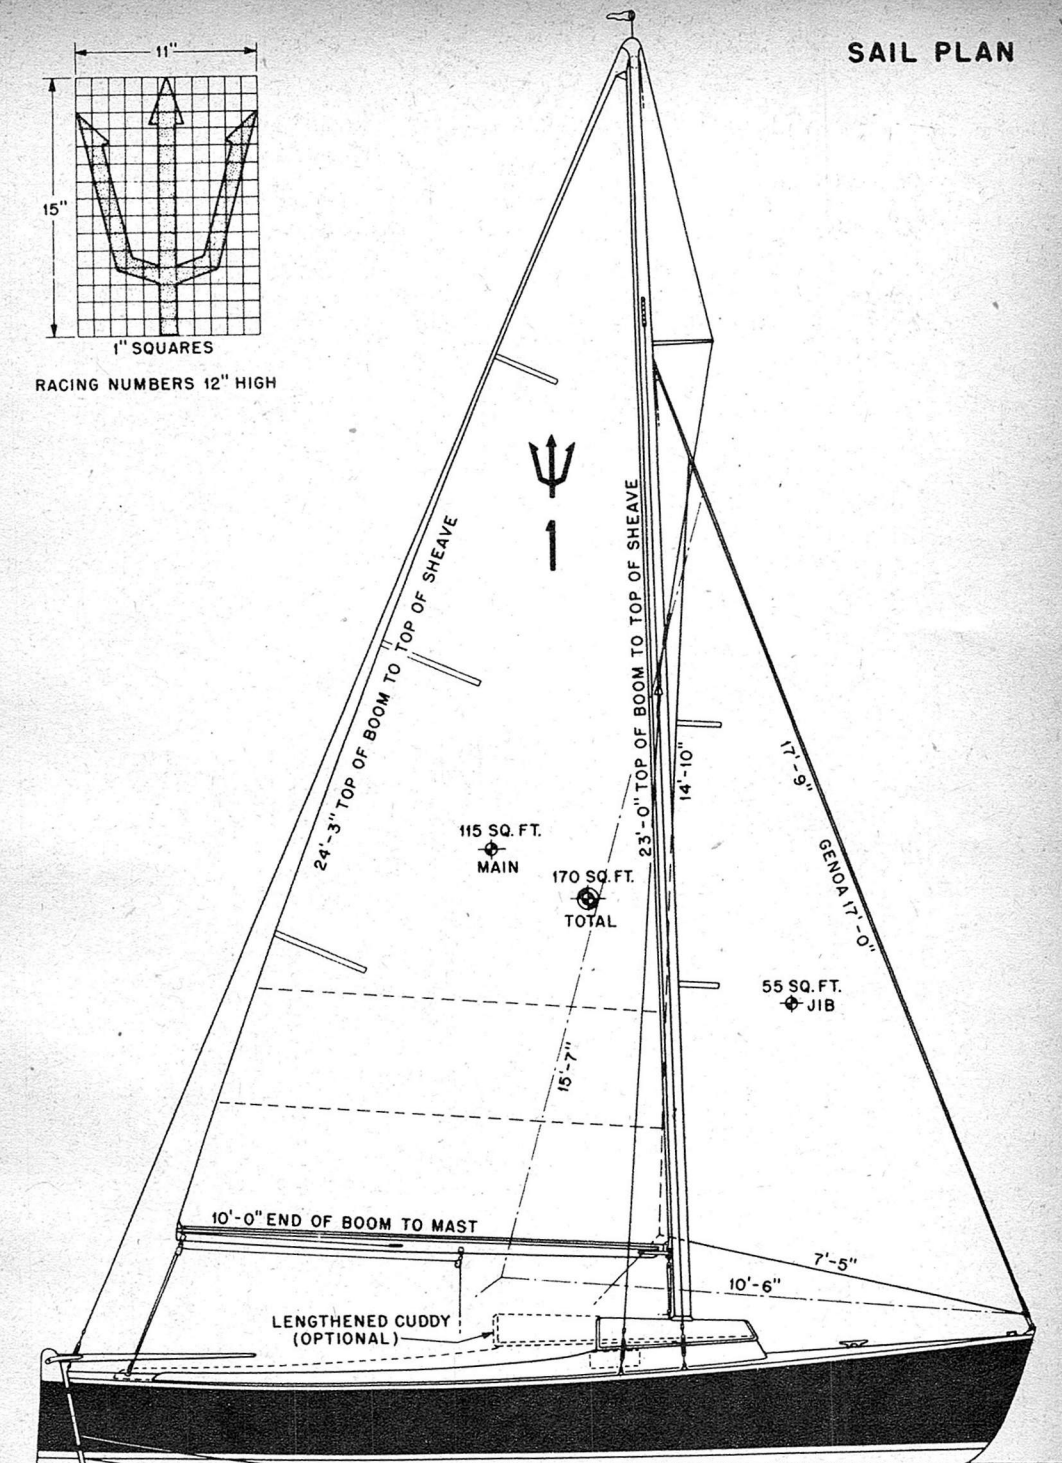 SAIL PLAN
11"
15"
1" SQUARES
RACING NUMBERS 12" HIGH
1
24'-3" TOP OF BOOM TO TOP OF SHEAVE
23'-0" TOP OF BOOM TO TOP OF SHEAVE
14'-10"
17'-9"
GENOA 17'-0"
115 SQ. FT.
MAIN
170 SQ. FT.
TOTAL
55 SQ. FT.
JIB
15'-7"
10'-0" END OF BOOM TO MAST
7'-5"
10'-6"
LENGTHENED CUDDY
(OPTIONAL)